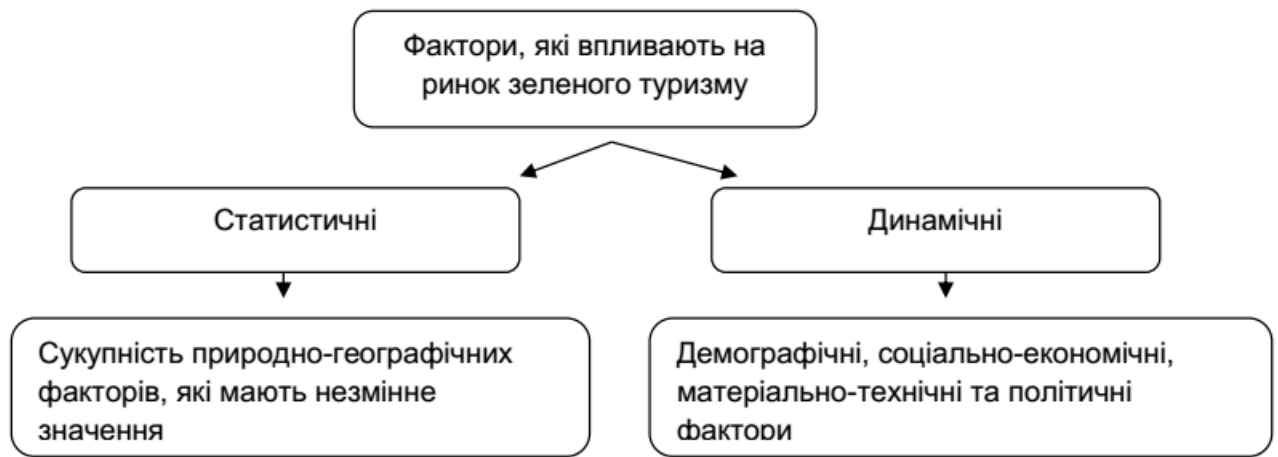 Фактори, які впливають на
ринок зеленого туризму
Статистичні
Динамічні
Сукупність природно-географічних
факторів, які мають незмінне
значення
Демографічні, соціально-економічні,
матеріально-технічні та політичні
фактори